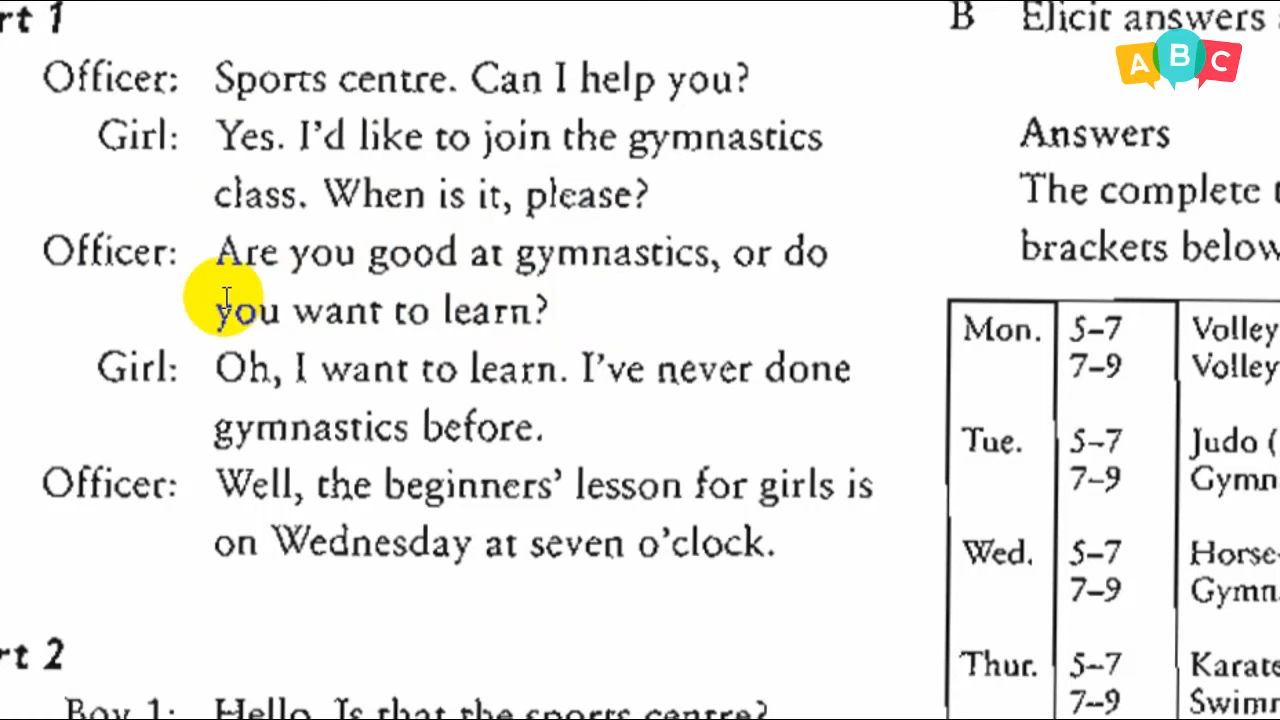 rt 1
Officer: Sports centre. Can I help you?
Girl: Yes. I'd like to join the gymnastics
class. When is it, please?
Officer: Are you good at gymnastics, or do
you want to learn?
Girl: Oh, I want to learn. I've never done
gymnastics before.
Officer: Well, the beginners' lesson for girls is
on Wednesday at seven o'clock.
rt 2
Boy 1: Hello. Is that the sports centre?
B Elicit answers
A B C
Answers
The complete t
brackets below
Mon. 5–7 Volley
7–9 Volley
Tue. 5–7 Judo (
7–9 Gymn
Wed. 5–7 Horse-
7–9 Gymn
Thur. 5–7 Karate
7–9 Swimr